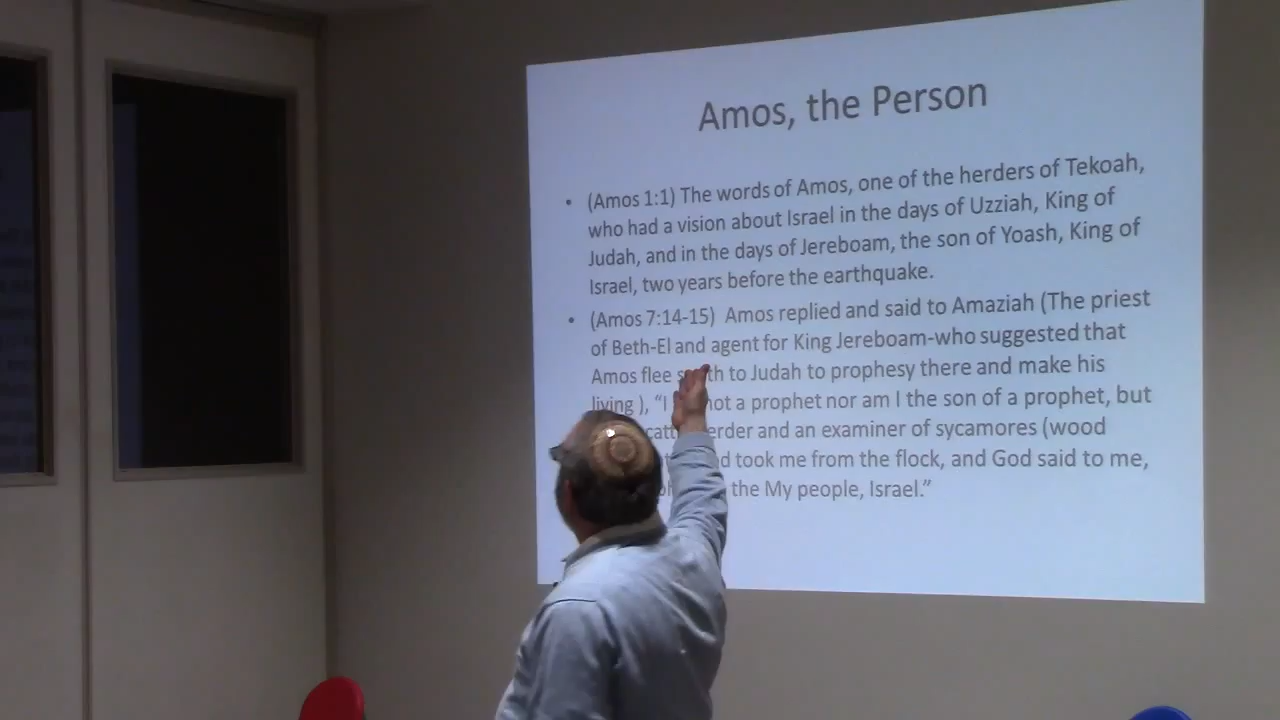 Amos, the Person
• (Amos 1:1) The words of Amos, one of the herders of Tekoah,
who had a vision about Israel in the days of Uzziah, King of
Judah, and in the days of Jereboam, the son of Yoash, King of
Israel, two years before the earthquake.
• (Amos 7:14-15) Amos replied and said to Amaziah (The priest
of Beth-El and agent for King Jereboam-who suggested that
Amos flee to Judah to prophesy there and make his
living ), “I not a prophet nor am I the son of a prophet, but
and an examiner of sycamores (wood
took me from the flock, and God said to me,
the My people, Israel.”